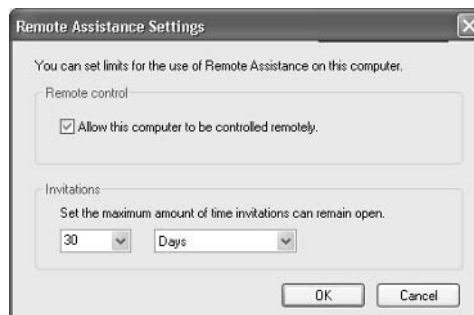 Remote Assistance Settings
You can set limits for the use of Remote Assistance on this computer.
Remote control
Allow this computer to be controlled remotely.
Invitations
Set the maximum amount of time invitations can remain open.
30 Days
OK Cancel